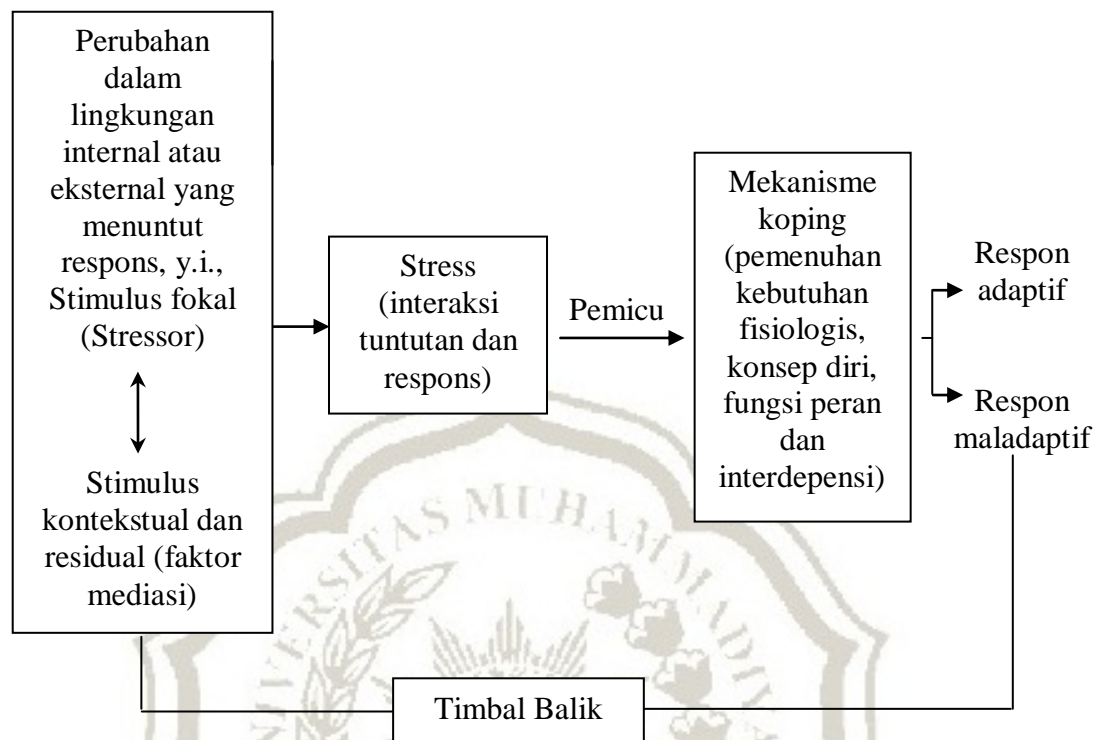 Perubahan
dalam
lingkungan
internal atau
eksternal yang
menuntut
respons, y.i.,
Stimulus fokal
(Stressor)
Stimulus
kontekstual dan
residual (faktor
mediasi)
Stress
(interaksi
tuntutan dan
respons)
Pemicu
Mekanisme
koping
(pemenuhan
kebutuhan
fisiologis,
konsep diri,
fungsi peran
dan
interdepensi)
Respon
adaptif
Respon
maladaptif
Timbal Balik